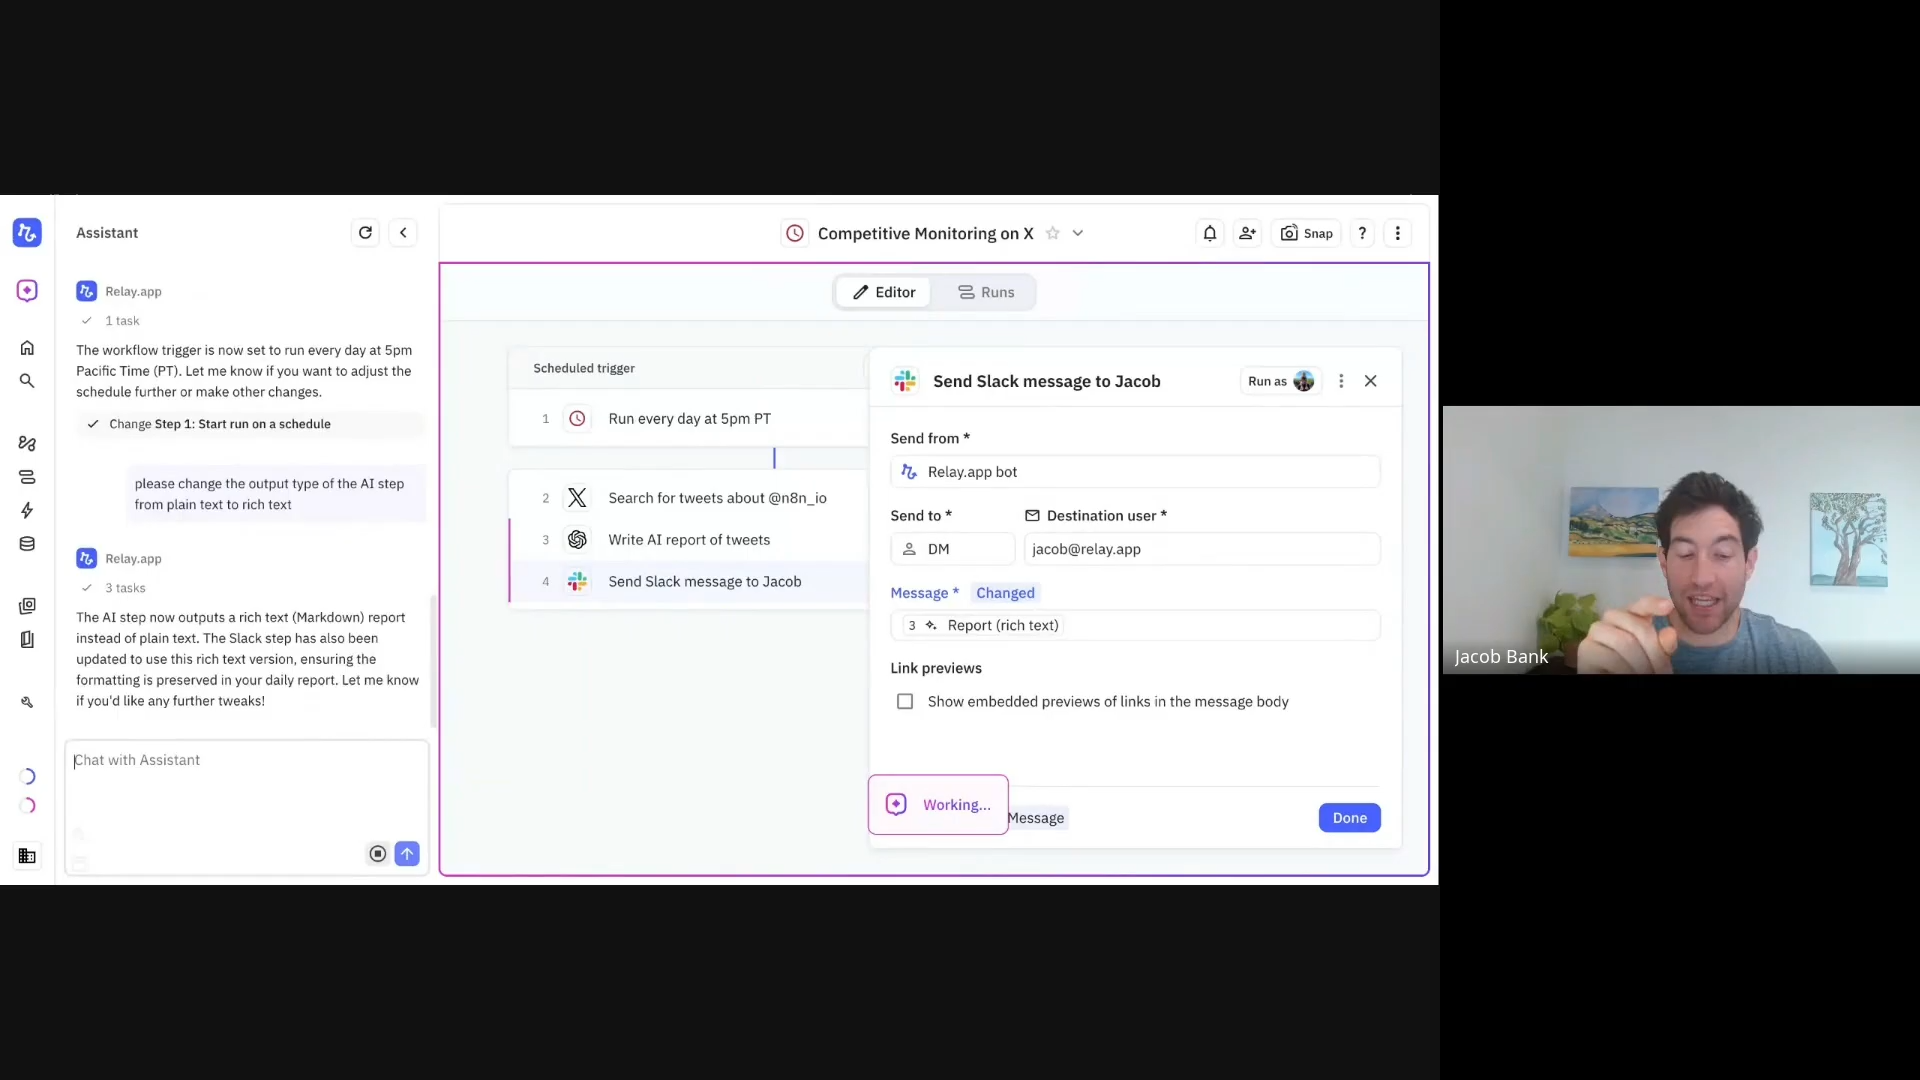 Assistant
Relay.app
1 task
The workflow trigger is now set to run every day at 5pm
Pacific Time (PT). Let me know if you want to adjust the
schedule further or make other changes.
Change Step 1: Start run on a schedule
please change the output type of the AI step
from plain text to rich text
Relay.app
3 tasks
The AI step now outputs a rich text (Markdown) report
instead of plain text. The Slack step has also been
updated to use this rich text version, ensuring the
formatting is preserved in your daily report. Let me know
if you'd like any further tweaks!
Chat with Assistant
Competitive Monitoring on X
Snap
?
Editor
Runs
Scheduled trigger
1 Run every day at 5pm PT
2 Search for tweets about @n8n_io
3 Write AI report of tweets
4 Send Slack message to Jacob
Send Slack message to Jacob
Run as
Send from *
Relay.app bot
Send to *
Destination user *
DM
jacob@relay.app
Message *
Changed
3 Report (rich text)
Link previews
Show embedded previews of links in the message body
Working...
Message
Done
Jacob Bank